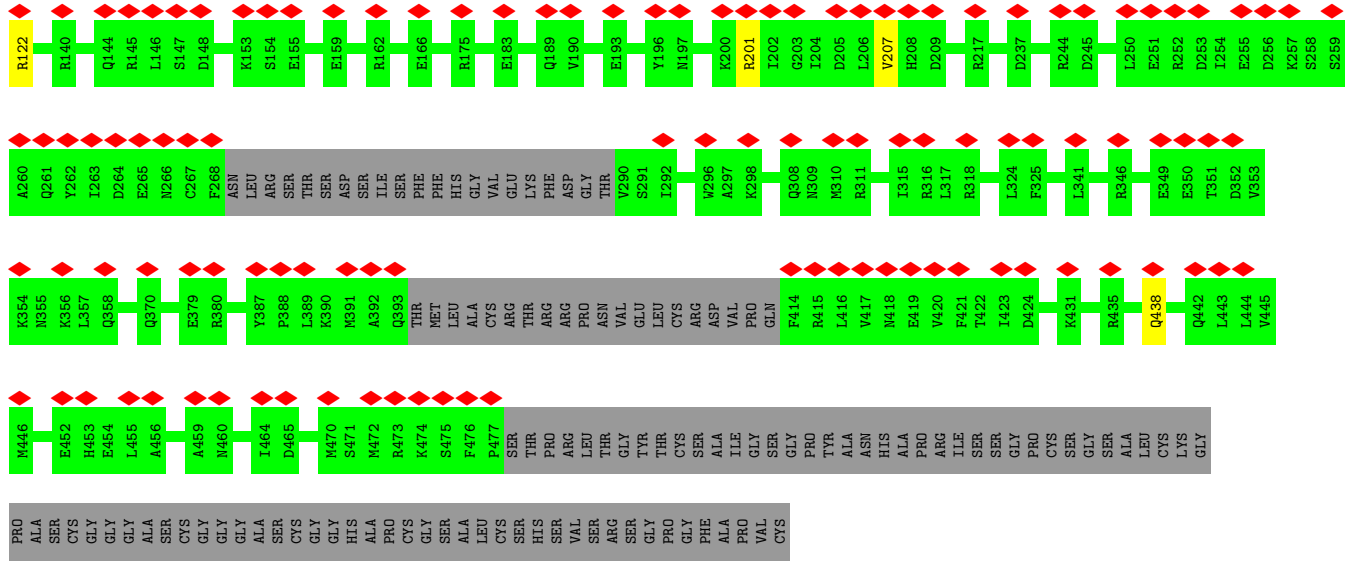 R122 R140 Q144 R145 L146 S147 D148 K153 S154 E155 E159 R162 E166 R175 E183 Q189 V190 E193 Y196 N197 K200 R201 I202 G203 I204 D205 L206 V207 H208 D209 R217 D237 R244 D245 L250 E251 R252 D253 I254 E255 D256 K257 S258 S259
A260 Q261 Y262 I263 D264 E265 N266 C267 F268 ASN LEU ARG SER THR SER ASP SER ILE SER PHE PHE HIS GLY VAL GLU LYS PHE ASP GLY THR V290 S291 I292 W296 A297 K298 Q308 N309 M310 R311 I315 R316 L317 R318 L324 F325 L341 R346 E349 E350 T351 D352 V353
K354 N355 K356 L357 Q358 Q370 E379 R380 Y387 P388 L389 K390 M391 A392 Q393 THR MET LEU ALA CYS ARG THR ARG ARG PRO ASN VAL GLU LEU CYS ARG ASP VAL PRO GLN F414 R415 L416 V417 N418 E419 V420 F421 T422 I423 D424 K431 R435 Q438 Q442 L443 L444 V445
M446 E452 H453 E454 L455 A456 A459 N460 I464 D465 M470 S471 M472 R473 K474 S475 F476 P477 SER THR PRO ARG LEU THR GLY TYR THR CYS SER ALA ILE GLY SER GLY PRO TYR ALA ASN HIS ALA PRO ARG ILE SER SER GLY PRO CYS SER GLY SER ALA LEU CYS LYS GLY
PRO ALA SER CYS GLY GLY GLY ALA SER CYS GLY GLY GLY ALA SER CYS GLY GLY HIS ALA PRO CYS GLY SER ALA LEU CYS SER HIS SER VAL SER ARG SER GLY PRO GLY PHE ALA PRO VAL CYS